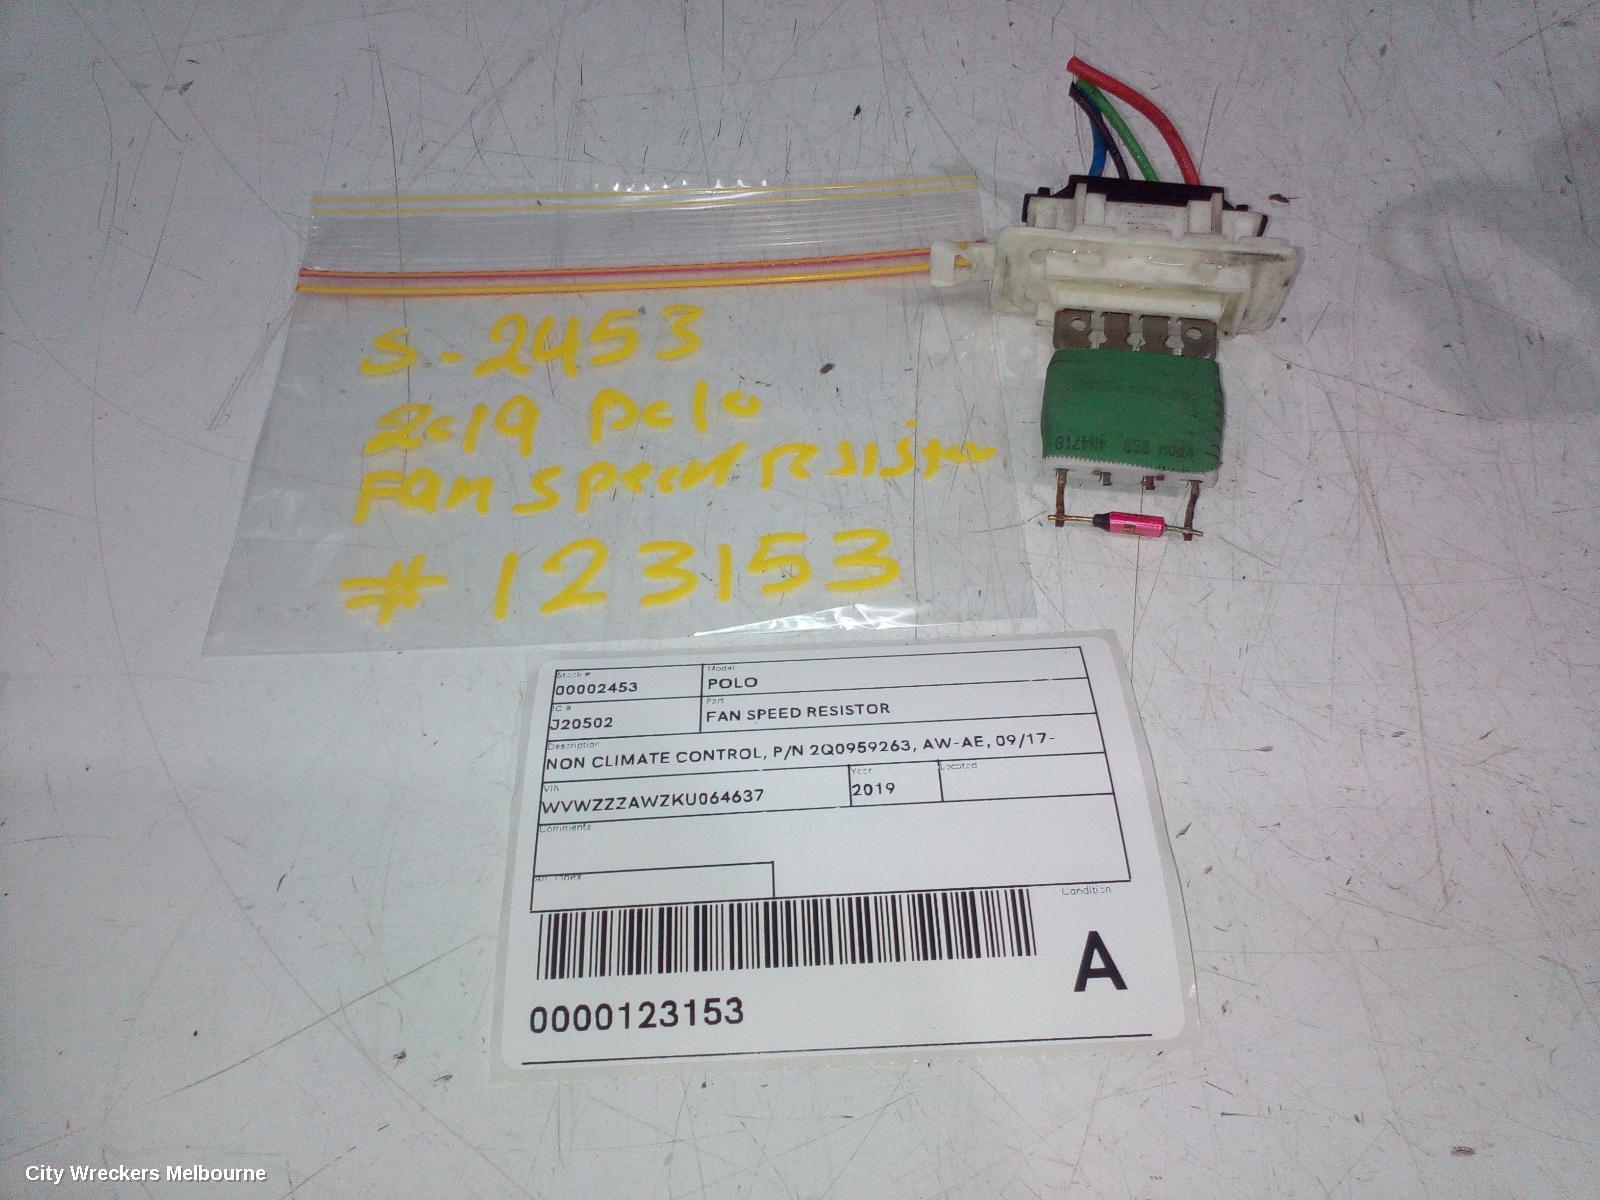 S-2453
2019 Polo
Fan Speed resistor
# 123153
Stock #
00002453
Model
POLO
IC #
J20502
Part
FAN SPEED RESISTOR
Description
NON CLIMATE CONTROL, P/N 2Q0959263, AW-AE, 09/17-
VIN
WVWZZZAWZKU064637
Year
2019
Located
Comments
Condition
A
0000123153
City Wreckers Melbourne